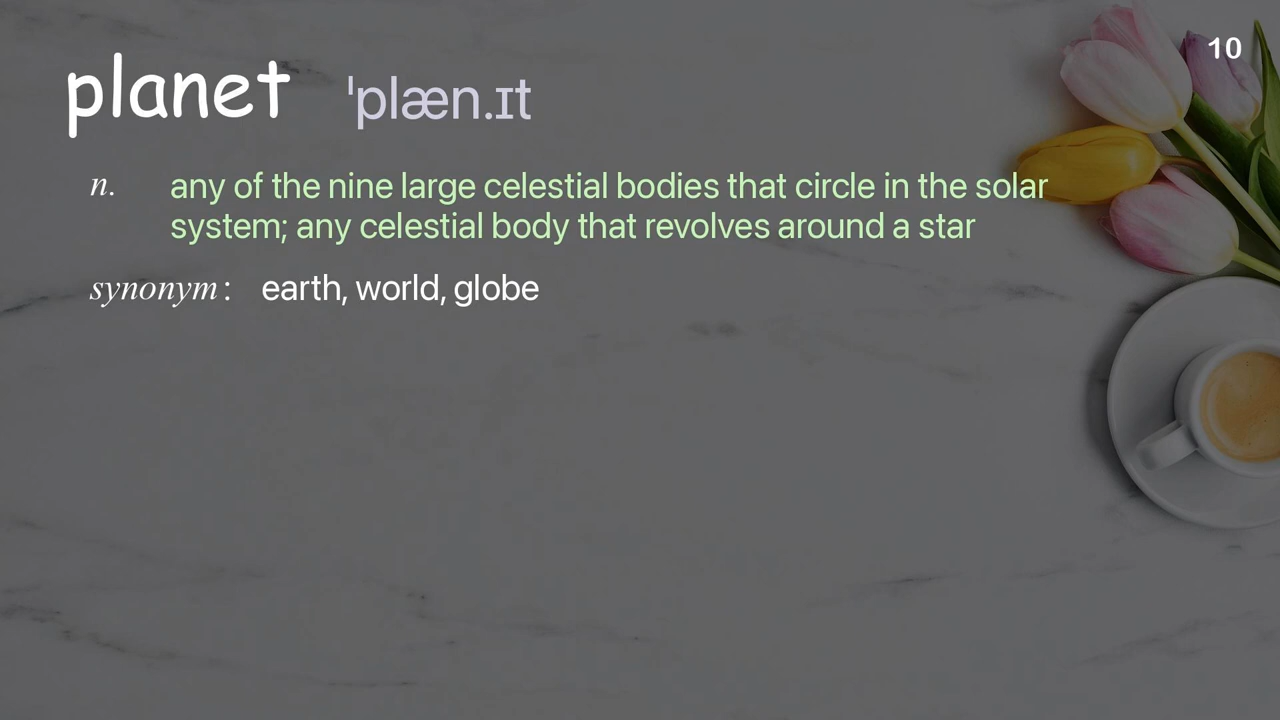 10
planet ˈplæn.ɪt
n. any of the nine large celestial bodies that circle in the solar
system; any celestial body that revolves around a star
synonym: earth, world, globe